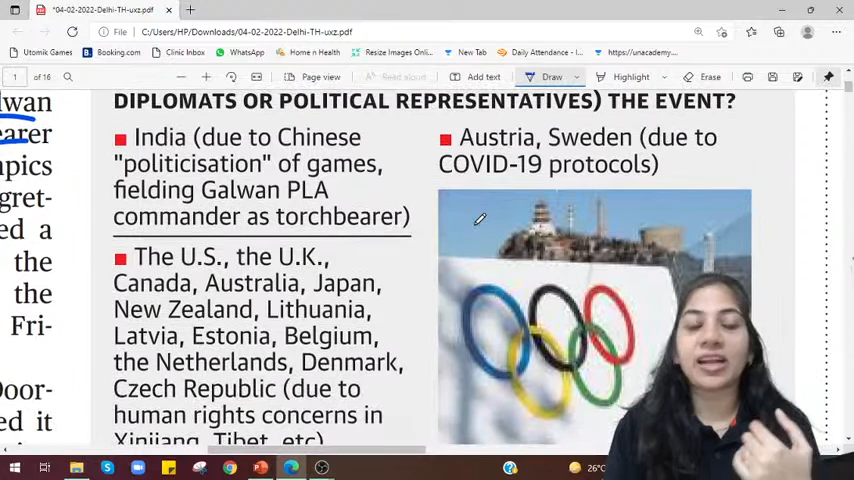 *04-02-2022-Delhi-TH-uxz.pdf
File
C:/Users/HP/Downloads/04-02-2022-Delhi-TH-uxz.pdf
Utomik Games
Booking.com
Clinic Inbox
WhatsApp
Home n Health
Resize Images Onli...
New Tab
Daily Attendance - I...
https://unacademy...
1 of 16
Page view
Read aloud
Add text
Draw
Highlight
Erase
lwan
earer
mpics
gret-
ed a
the
the
Fri-
Door-
ed it
DIPLOMATS OR POLITICAL REPRESENTATIVES) THE EVENT?
India (due to Chinese
"politicisation" of games,
fielding Galwan PLA
commander as torchbearer)
The U.S., the U.K.,
Canada, Australia, Japan,
New Zealand, Lithuania,
Latvia, Estonia, Belgium,
the Netherlands, Denmark,
Czech Republic (due to
human rights concerns in
Xinjiang, Tibet, etc)
Austria, Sweden (due to
COVID-19 protocols)
26°C